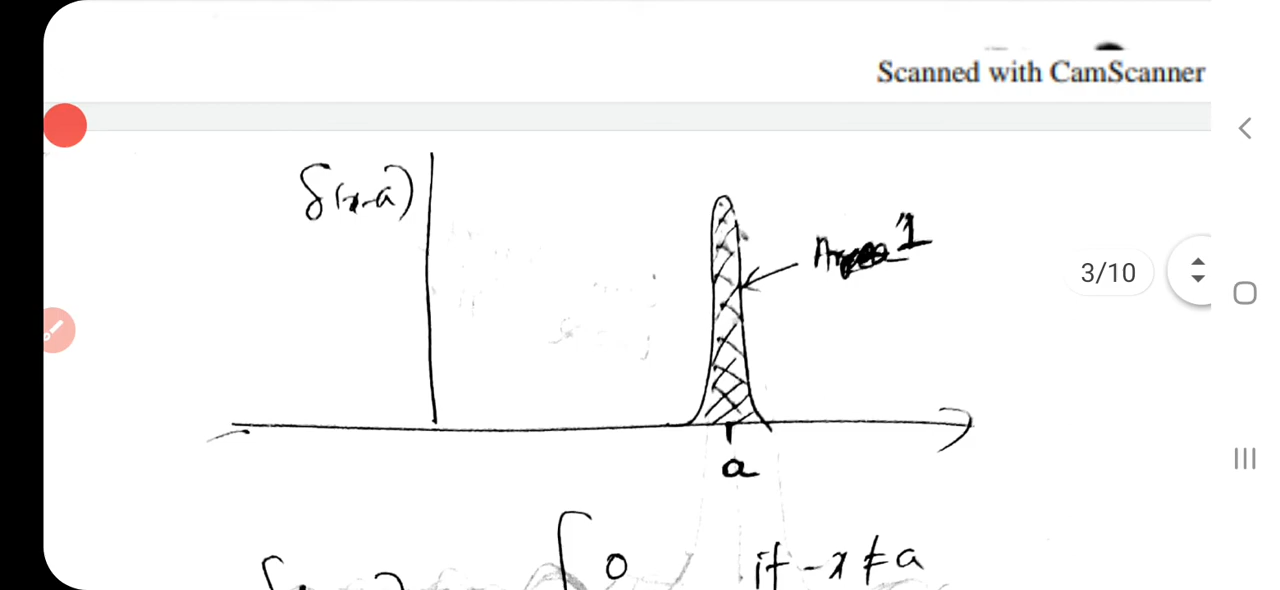 Scanned with CamScanner
δ(x-a)
Area 1
3/10
a
0 if x ≠ a